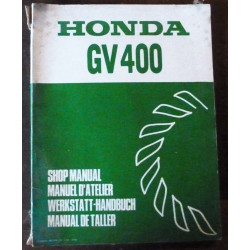 HONDA
GV400
SHOP MANUAL
MANUEL D'ATELIER
WERKSTATT-HANDBUCH
MANUAL DE TALLER